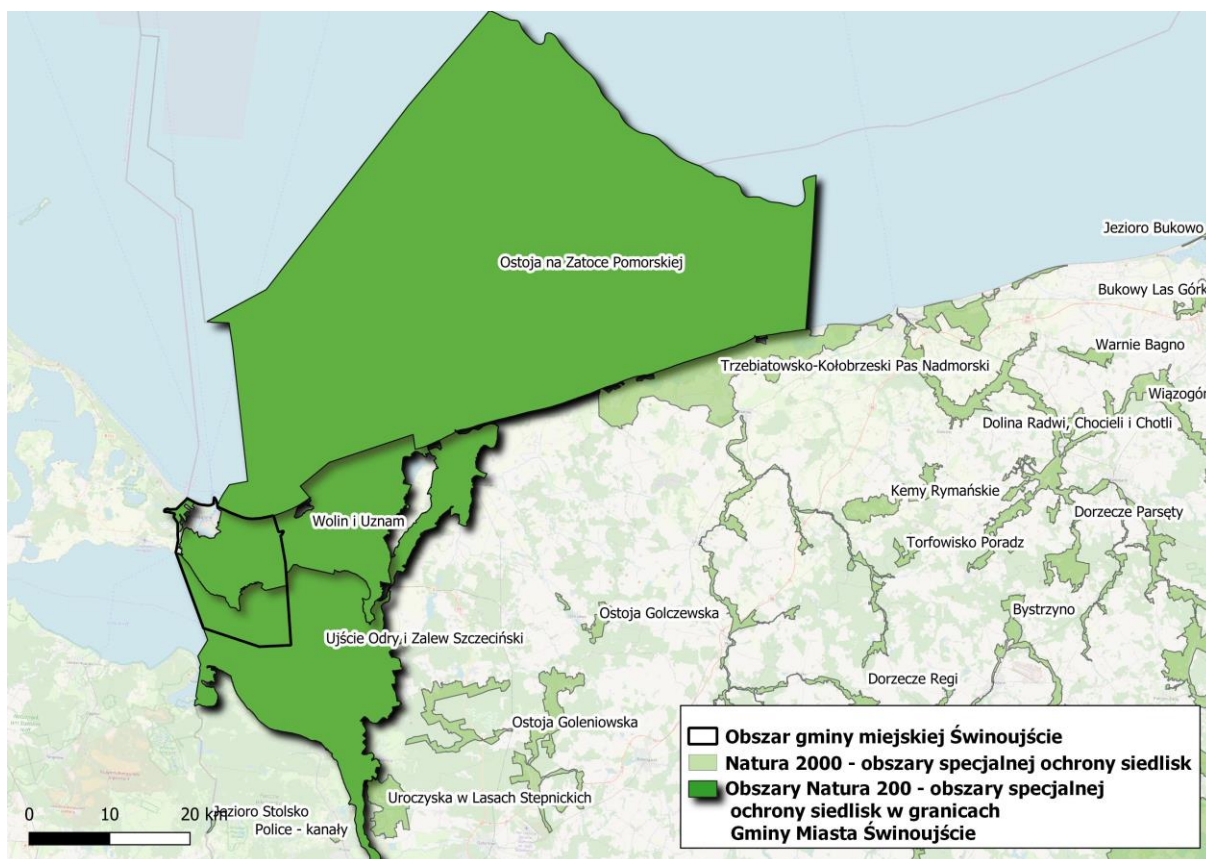 Jezioro Bukowo
Ostoja na Zatoce Pomorskiej
Bukowy Las Górk
Warnie Bagno
Trzebiatowsko-Kołobrzeski Pas Nadmorski
Wiązogór
Dolina Radwi, Chocieli i Chotli
Kemy Rymańskie
Dorzecze Parsęty
Wolin i Uznam
Torfowisko Poradz
Ostoja Golczewska
Bystrzyno
Ujście Odry i Zalew Szczeciński
Dorzecze Regi
Ostoja Goleniowska
Uroczyska w Lasach Stepnickich
Jezioro Stolsko
Police - kanały
0 10 20 km
Obszar gminy miejskiej Świnoujście
Natura 2000 - obszary specjalnej ochrony siedlisk
Obszary Natura 200 - obszary specjalnej
ochrony siedlisk w granicach
Gminy Miasta Świnoujście